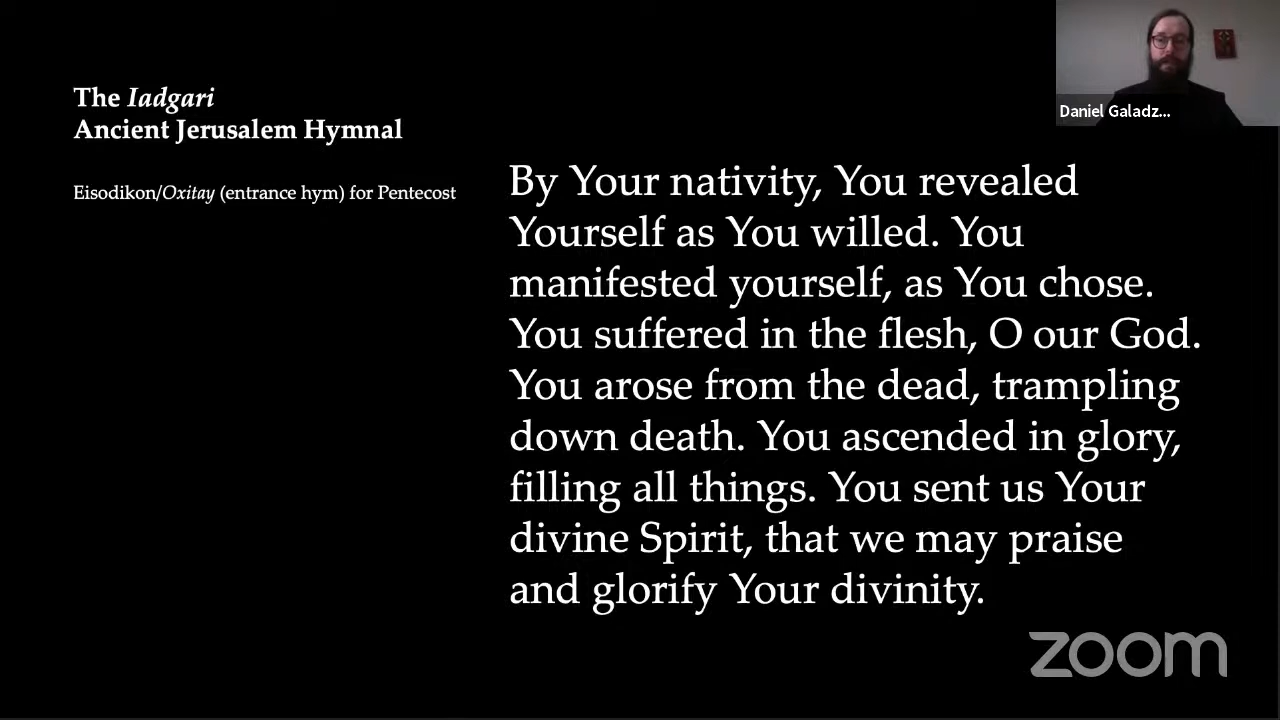 The Iadgari
Ancient Jerusalem Hymnal
Eisodikon/Oxitay (entrance hym) for Pentecost
By Your nativity, You revealed
Yourself as You willed. You
manifested yourself, as You chose.
You suffered in the flesh, O our God.
You arose from the dead, trampling
down death. You ascended in glory,
filling all things. You sent us Your
divine Spirit, that we may praise
and glorify Your divinity.
Daniel Galadz...
zoom